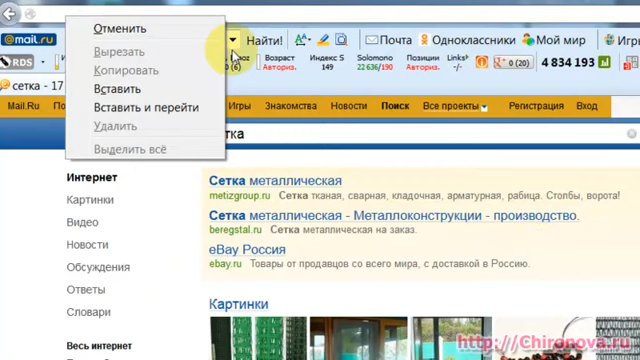 Отменить
Вырезать
Копировать
Вставить
Вставить и перейти
Удалить
Выделить всё
@mail.ru
Найти!
Почта
Одноклассники
Мой мир
Игры
RDS
(6)
Возраст
Авториз.
Индекс S
149
Solomono
22 636/190
Links
Авториз.
0 (20)
4 834 193
сетка - 17
Mail.Ru
Игры
Знакомства
Новости
Поиск
Все проекты
Регистрация
Вход
тка
Интернет
Картинки
Видео
Новости
Обсуждения
Ответы
Словари
Весь интернет
Сетка металлическая
metizgroup.ru Сетка тканая, сварная, кладочная, арматурная, рабица. Столбы, ворота!
Сетка металлическая - Металлоконструкции - производство.
beregstal.ru Сетка металлическая на заказ.
eBay Россия
ebay.ru Товары от продавцов со всего мира, с доставкой в Россию.
Картинки
http://Chironova.ru